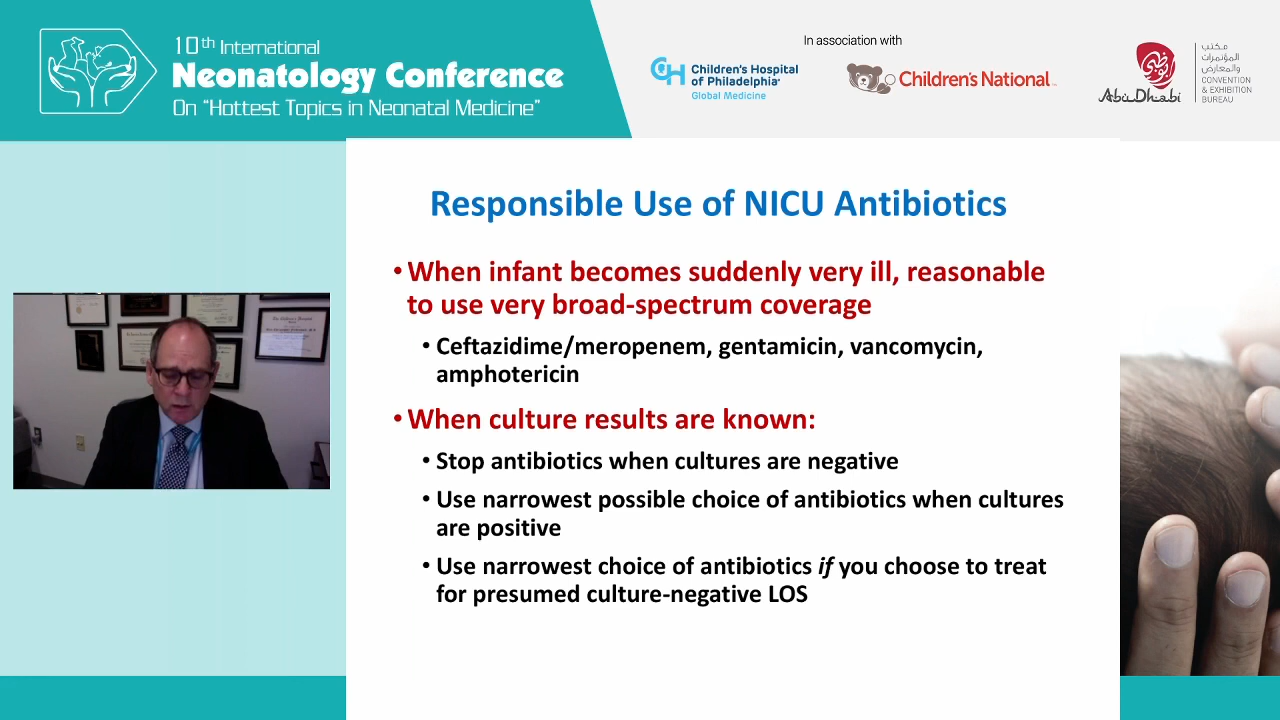 10th International
Neonatology Conference
On "Hottest Topics in Neonatal Medicine"
In association with
Children's Hospital
of Philadelphia
Global Medicine
Children's National
Abu Dhabi
مكتب
المؤتمرات
والمعارض
CONVENTION
& EXHIBITION
BUREAU
Responsible Use of NICU Antibiotics
• When infant becomes suddenly very ill, reasonable
to use very broad-spectrum coverage
• Ceftazidime/meropenem, gentamicin, vancomycin,
amphotericin
• When culture results are known:
• Stop antibiotics when cultures are negative
• Use narrowest possible choice of antibiotics when cultures
are positive
• Use narrowest choice of antibiotics if you choose to treat
for presumed culture-negative LOS